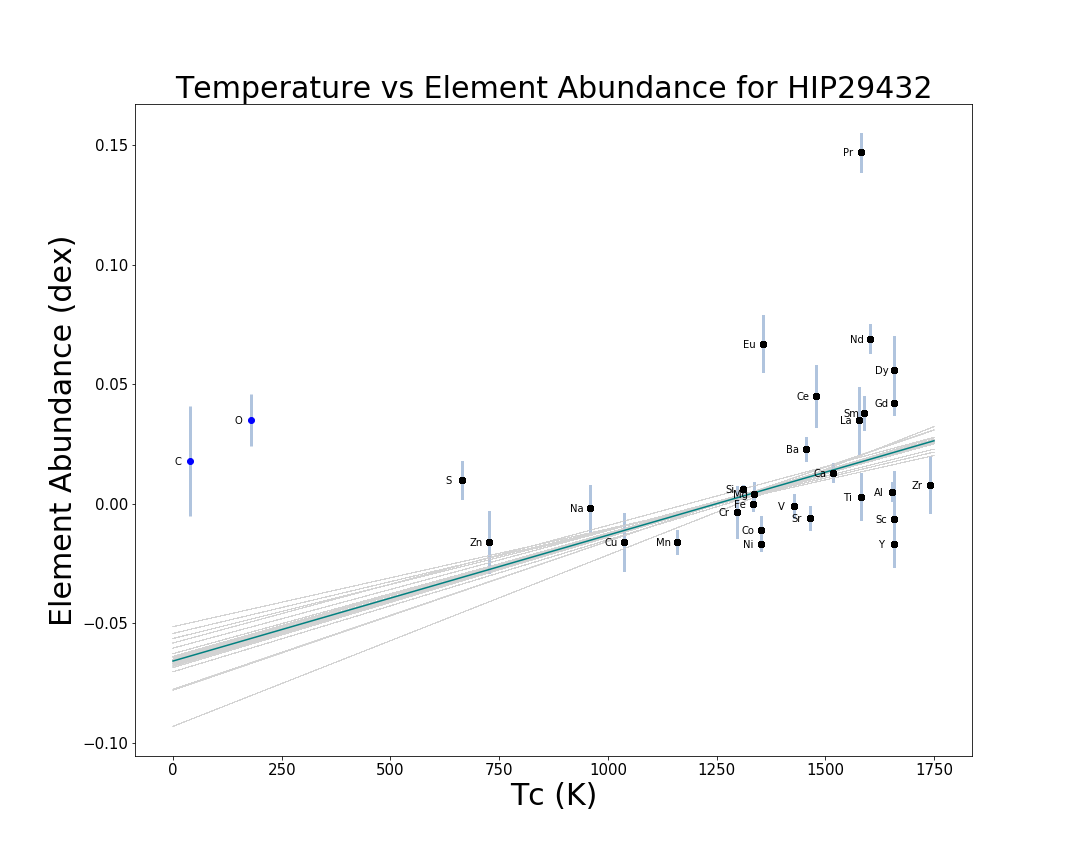 Temperature vs Element Abundance for HIP29432
Element Abundance (dex)
0.15
0.10
0.05
0.00
−0.05
−0.10
Pr
Eu
Nd
Dy
Ce
Gd
Sm
La
O
Ba
C
S
Ca
Zr
Si
Mg
Al
Ti
Na
Fe
V
Cr
Sr
Sc
Co
Zn
Cu
Mn
Ni
Y
0
250
500
750
1000
1250
1500
1750
Tc (K)